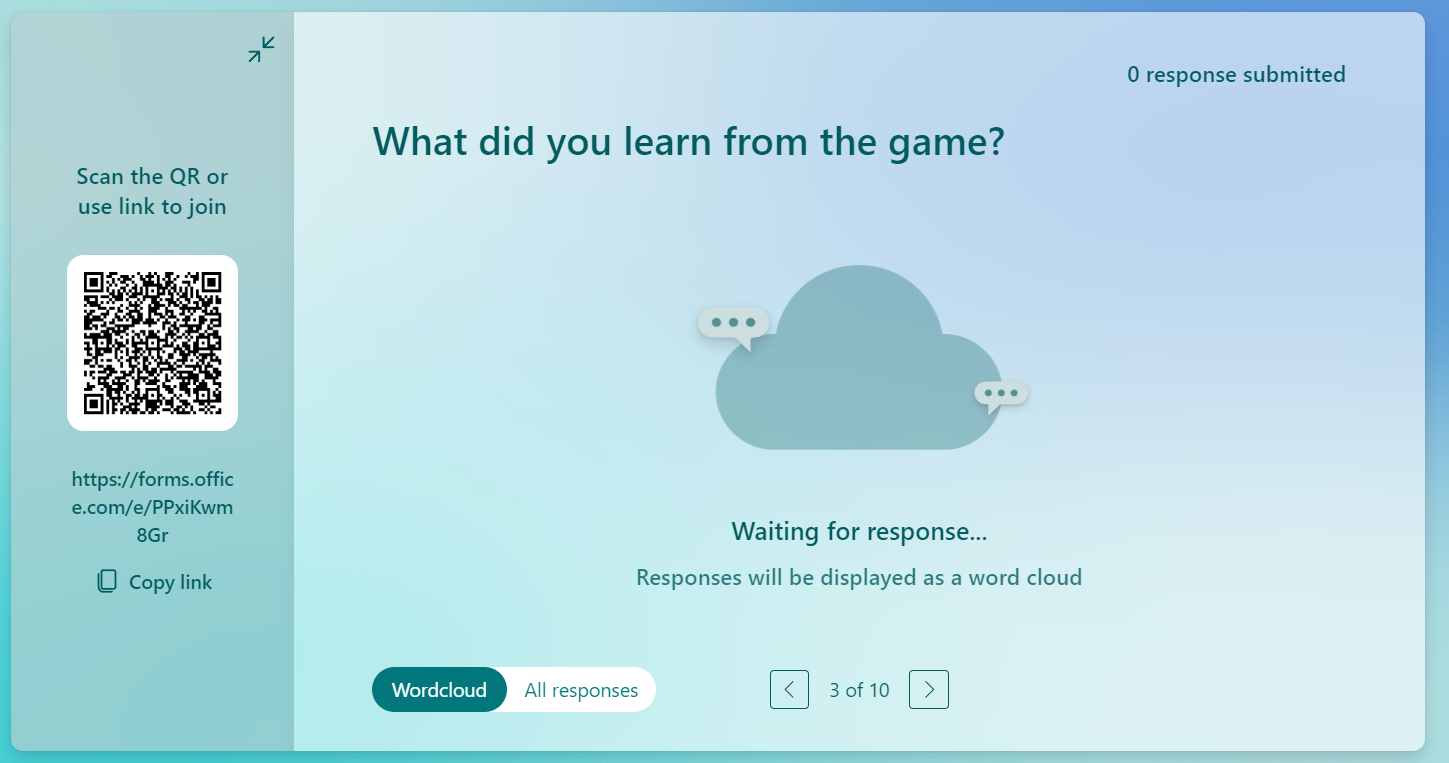 0 response submitted
What did you learn from the game?
Scan the QR or
use link to join
https://forms.offic
e.com/e/PPxiKwm
8Gr
Copy link
Waiting for response...
Responses will be displayed as a word cloud
Wordcloud
All responses
3 of 10